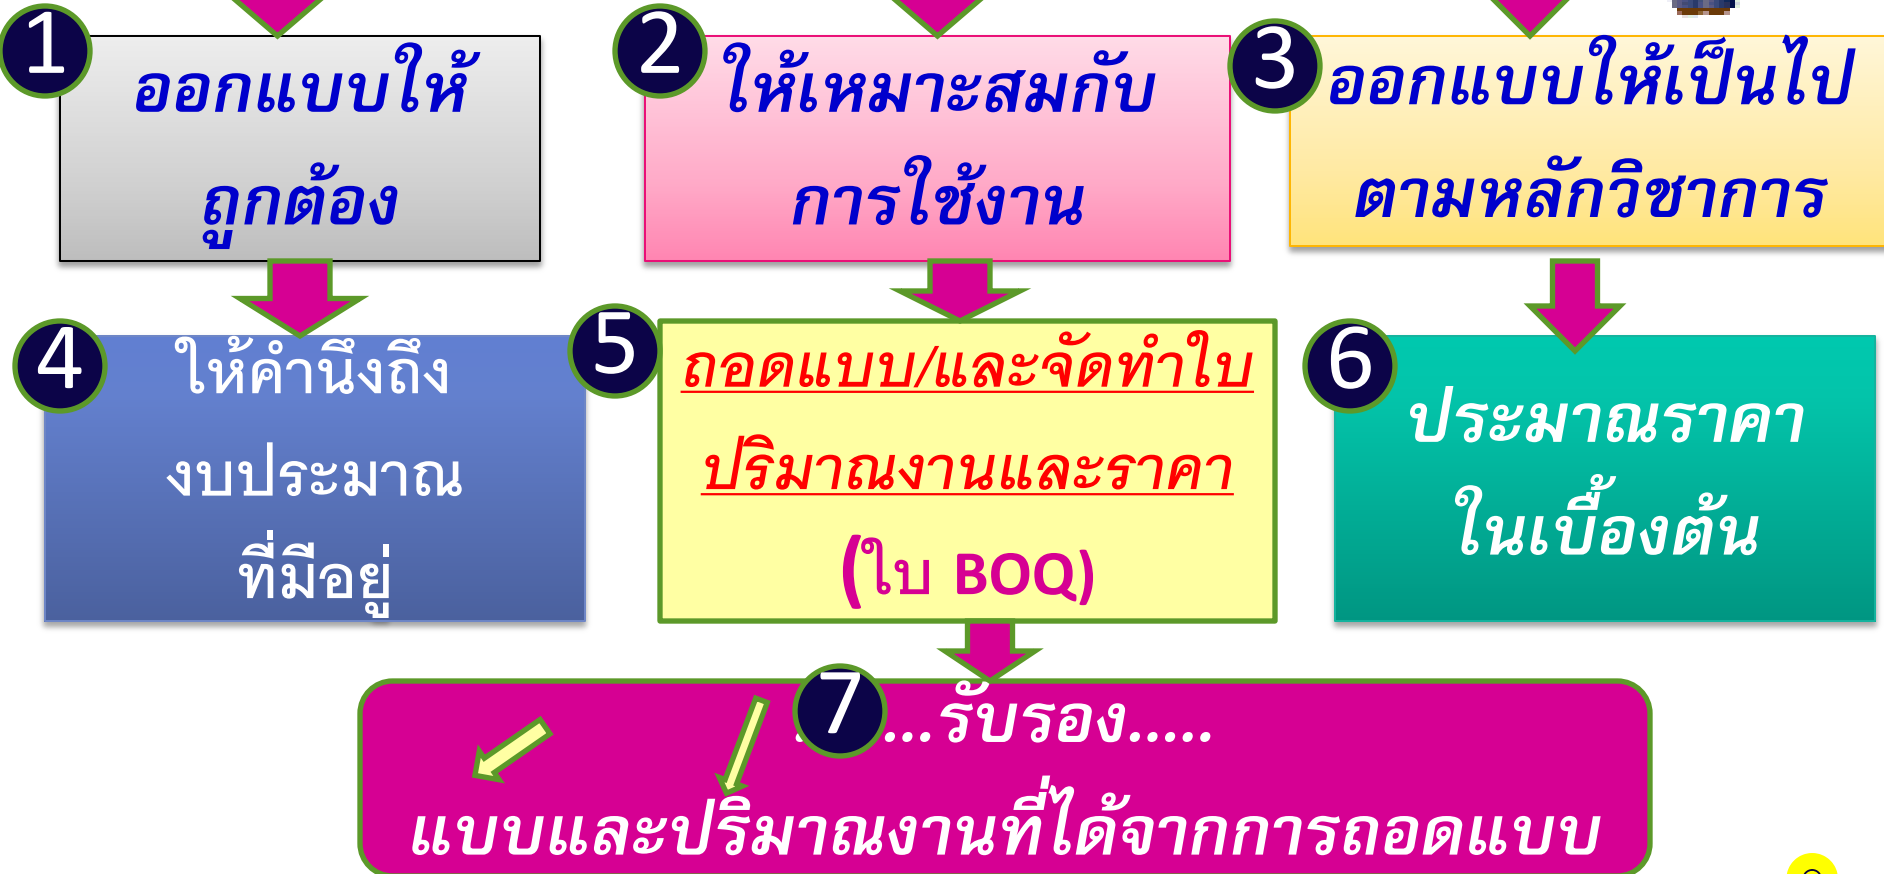 1
ออกแบบให้
ถูกต้อง
2
ให้เหมาะสมกับ
การใช้งาน
3
ออกแบบให้เป็นไป
ตามหลักวิชาการ
4
ให้คำนึงถึง
งบประมาณ
ที่มีอยู่
5
ถอดแบบ/และจัดทำใบ
ปริมาณงานและราคา
(ใบ BOQ)
6
ประมาณราคา
ในเบื้องต้น
7
...รับรอง.....
แบบและปริมาณงานที่ได้จากการถอดแบบ